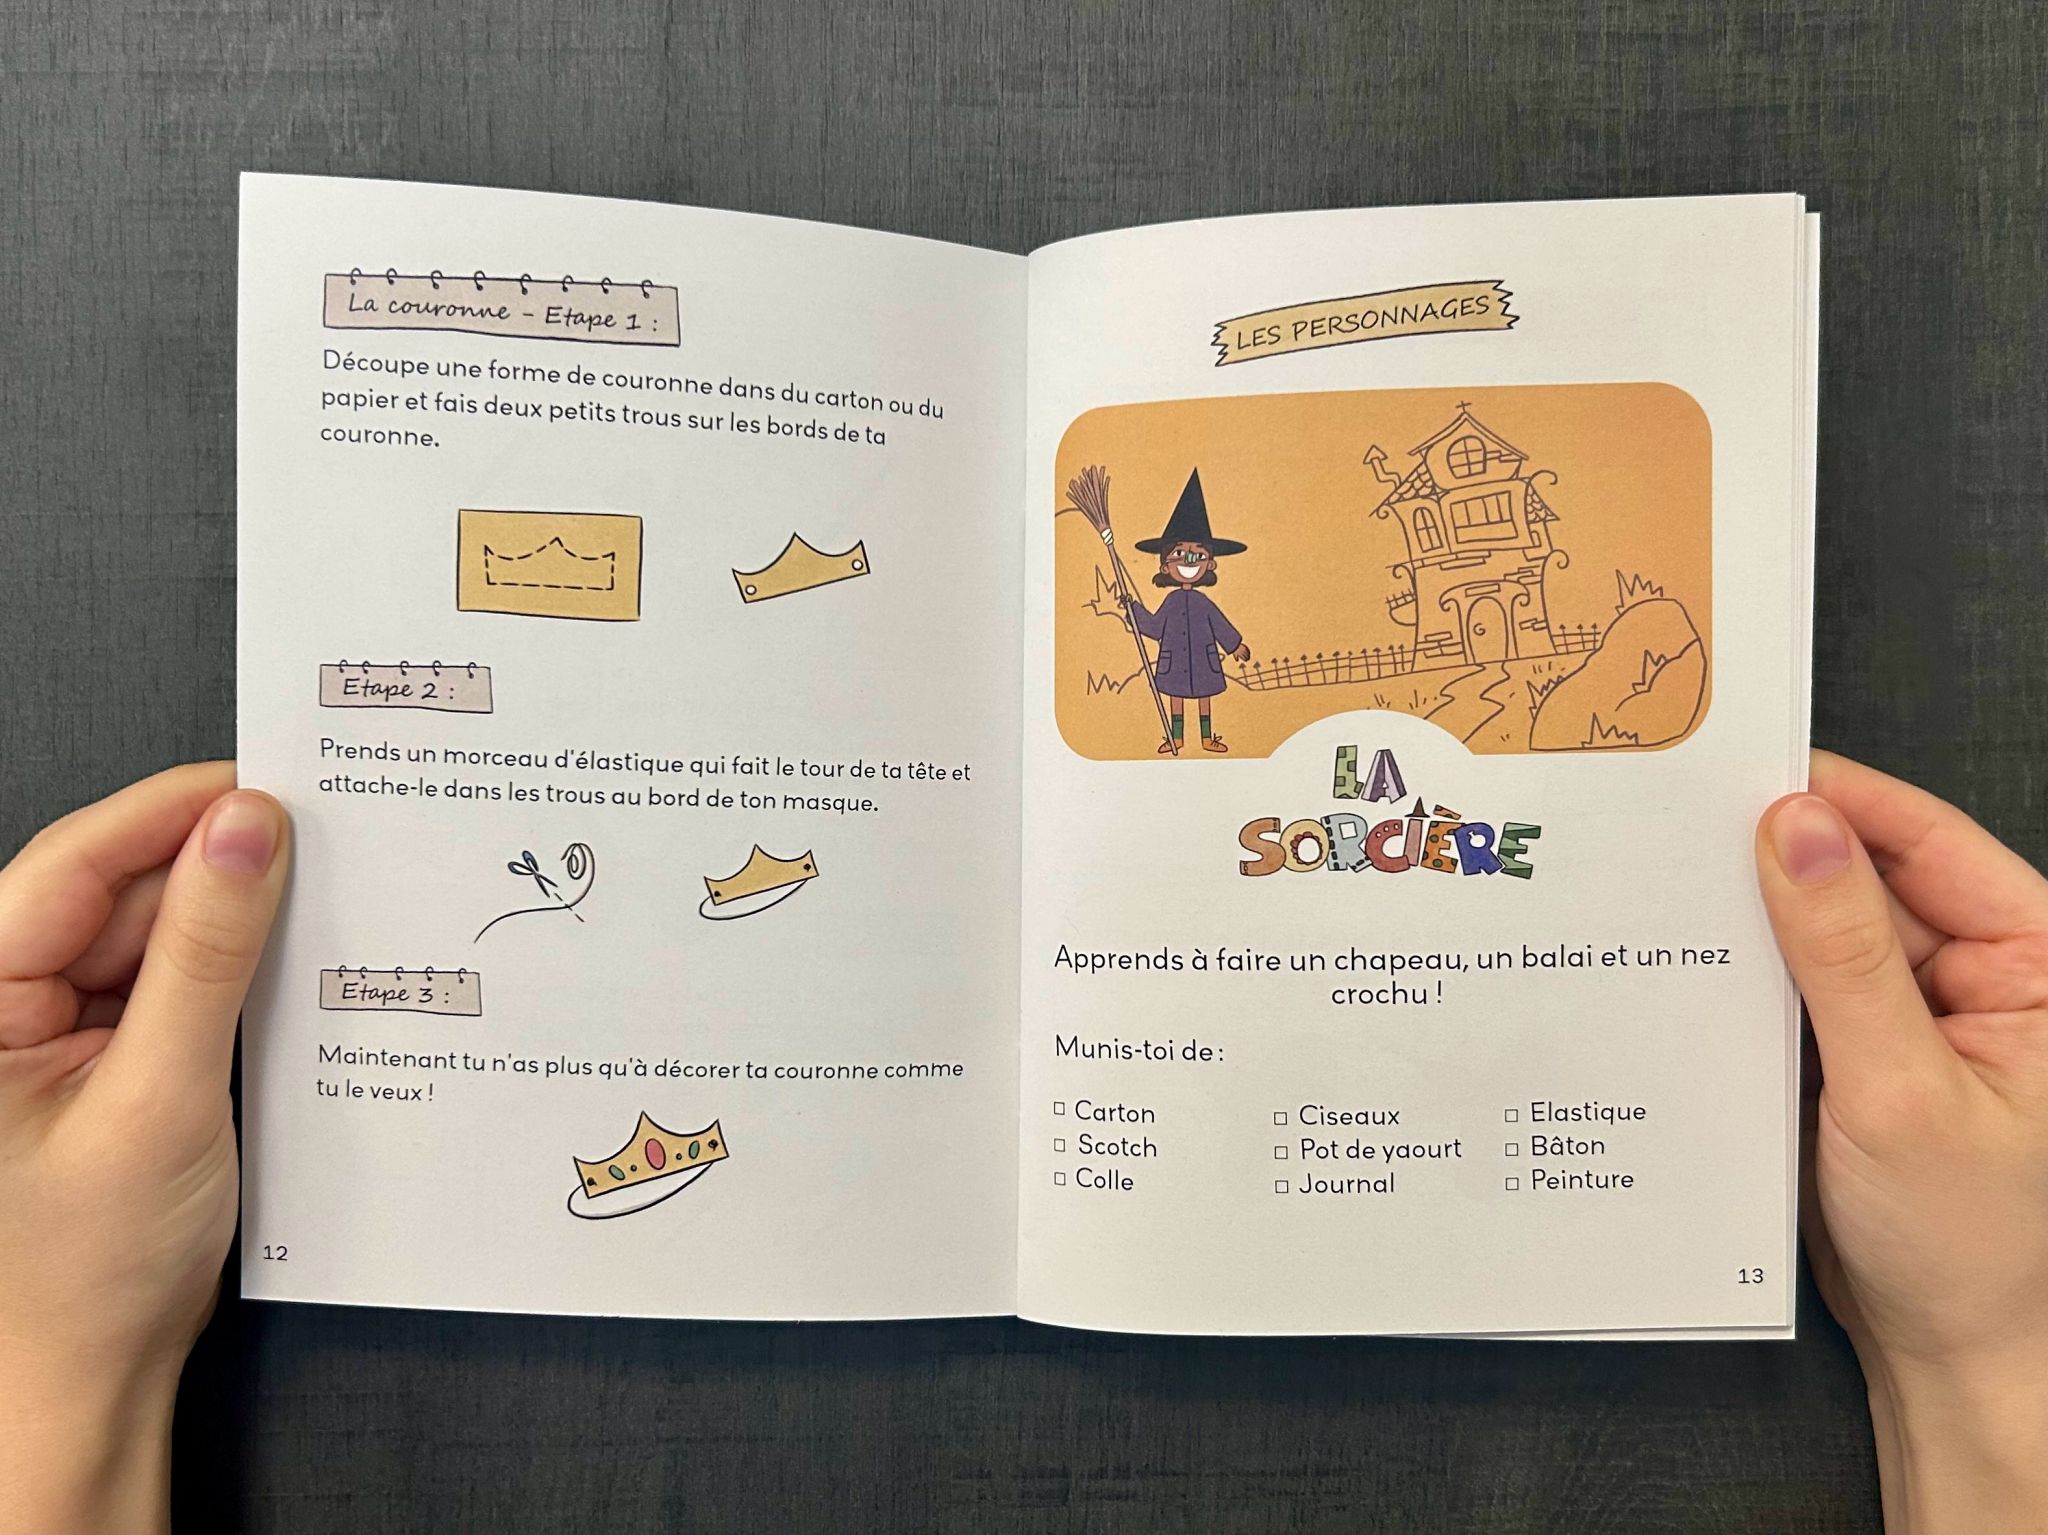 La couronne - Etape 1 :
Découpe une forme de couronne dans du carton ou du
papier et fais deux petits trous sur les bords de ta
couronne.
Etape 2 :
Prends un morceau d'élastique qui fait le tour de ta tête et
attache-le dans les trous au bord de ton masque.
Etape 3 :
Maintenant tu n'as plus qu'à décorer ta couronne comme
tu le veux !
12
LES PERSONNAGES
LA
SORCIÈRE
Apprends à faire un chapeau, un balai et un nez
crochu !
Munis-toi de :
Carton
Scotch
Colle
Ciseaux
Pot de yaourt
Journal
Elastique
Bâton
Peinture
13